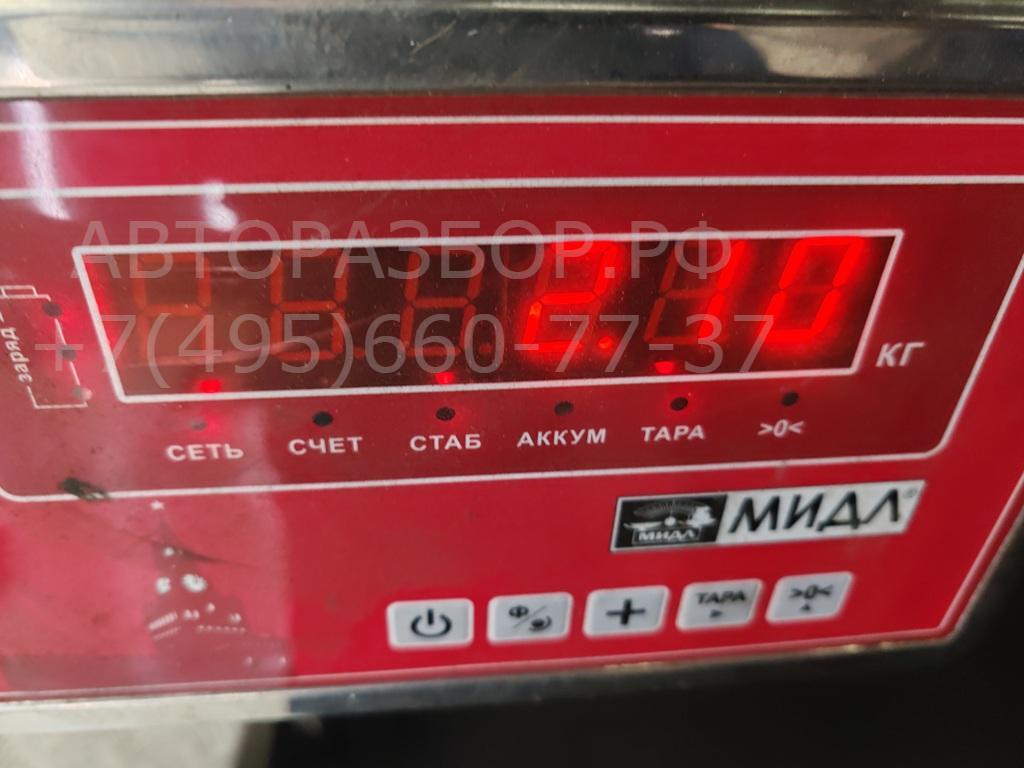 АВТОРАЗБОР.РФ
2.10
+7(495)660-77-37
заряд
КГ
СЕТЬ СЧЕТ СТАБ АККУМ ТАРА >0<
МИДЛ МИДЛ®
Ф + ТАРА >0<